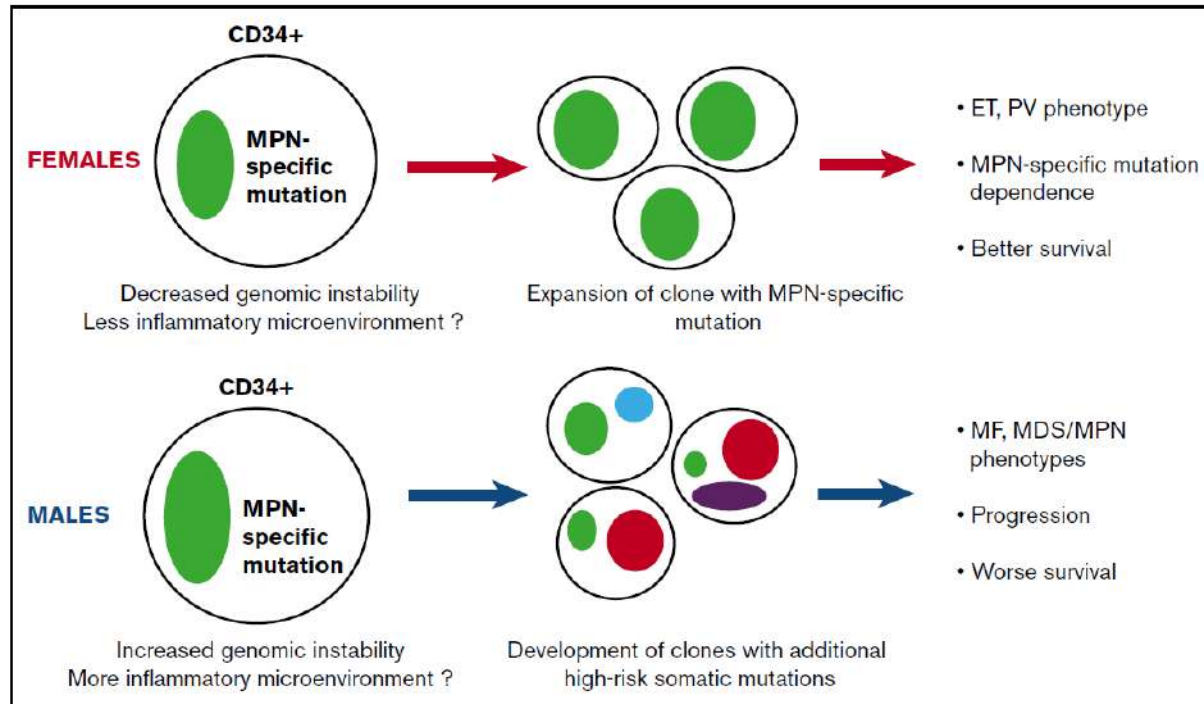 CD34+
FEMALES
MPN-
specific
mutation
Decreased genomic instability
Less inflammatory microenvironment ?
Expansion of clone with MPN-specific
mutation
• ET, PV phenotype
• MPN-specific mutation
dependence
• Better survival
CD34+
MALES
MPN-
specific
mutation
Increased genomic instability
More inflammatory microenvironment ?
Development of clones with additional
high-risk somatic mutations
• MF, MDS/MPN
phenotypes
• Progression
• Worse survival